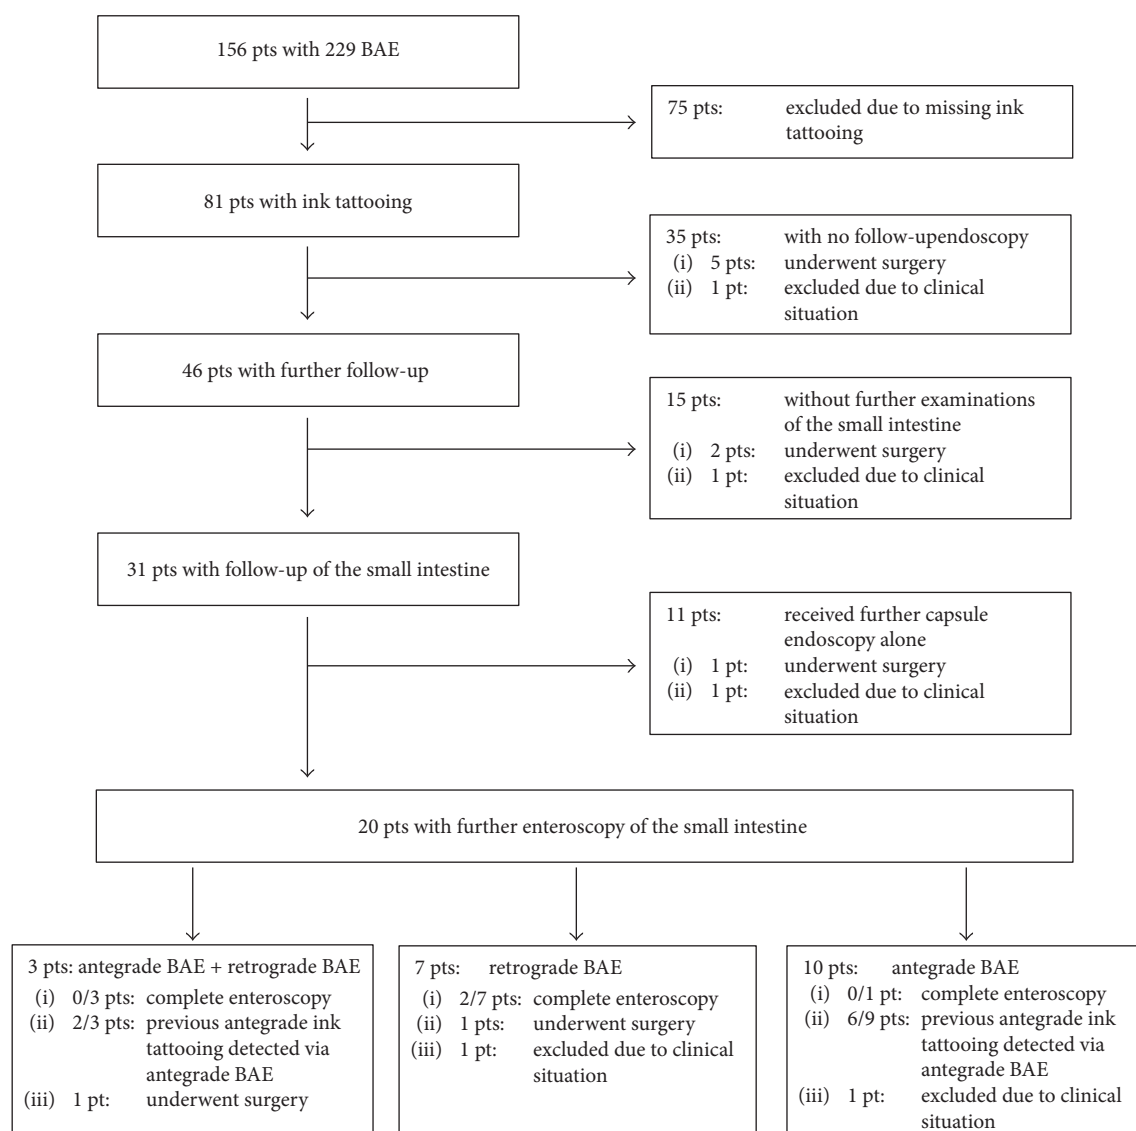 156 pts with 229 BAE
75 pts: excluded due to missing ink
tattooing
81 pts with ink tattooing
35 pts: with no follow-upendoscopy
(i) 5 pts: underwent surgery
(ii) 1 pt: excluded due to clinical
situation
46 pts with further follow-up
15 pts: without further examinations
of the small intestine
(i) 2 pts: underwent surgery
(ii) 1 pt: excluded due to clinical
situation
31 pts with follow-up of the small intestine
11 pts: received further capsule
endoscopy alone
(i) 1 pt: underwent surgery
(ii) 1 pt: excluded due to clinical
situation
20 pts with further enteroscopy of the small intestine
3 pts: antegrade BAE + retrograde BAE
(i) 0/3 pts: complete enteroscopy
(ii) 2/3 pts: previous antegrade ink
tattooing detected via
antegrade BAE
(iii) 1 pt: underwent surgery
7 pts: retrograde BAE
(i) 2/7 pts: complete enteroscopy
(ii) 1 pts: underwent surgery
(iii) 1 pt: excluded due to clinical
situation
10 pts: antegrade BAE
(i) 0/1 pt: complete enteroscopy
(ii) 6/9 pts: previous antegrade ink
tattooing detected via
antegrade BAE
(iii) 1 pt: excluded due to clinical
situation